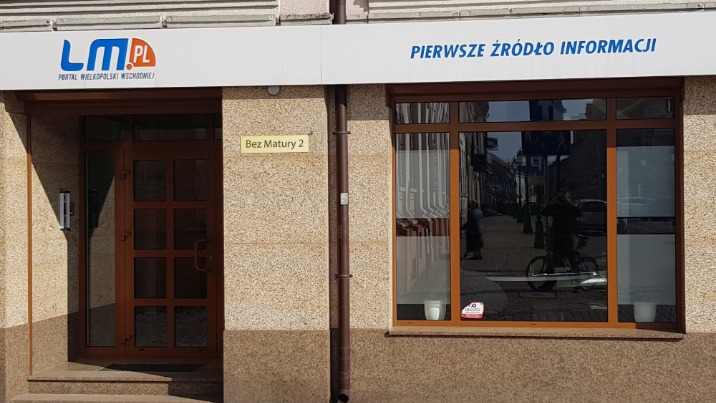 LM.PL
PORTAL WIELKOPOLSKI WSCHODNIEJ
PIERWSZE ŹRÓDŁO INFORMACJI
Bez Matury 2